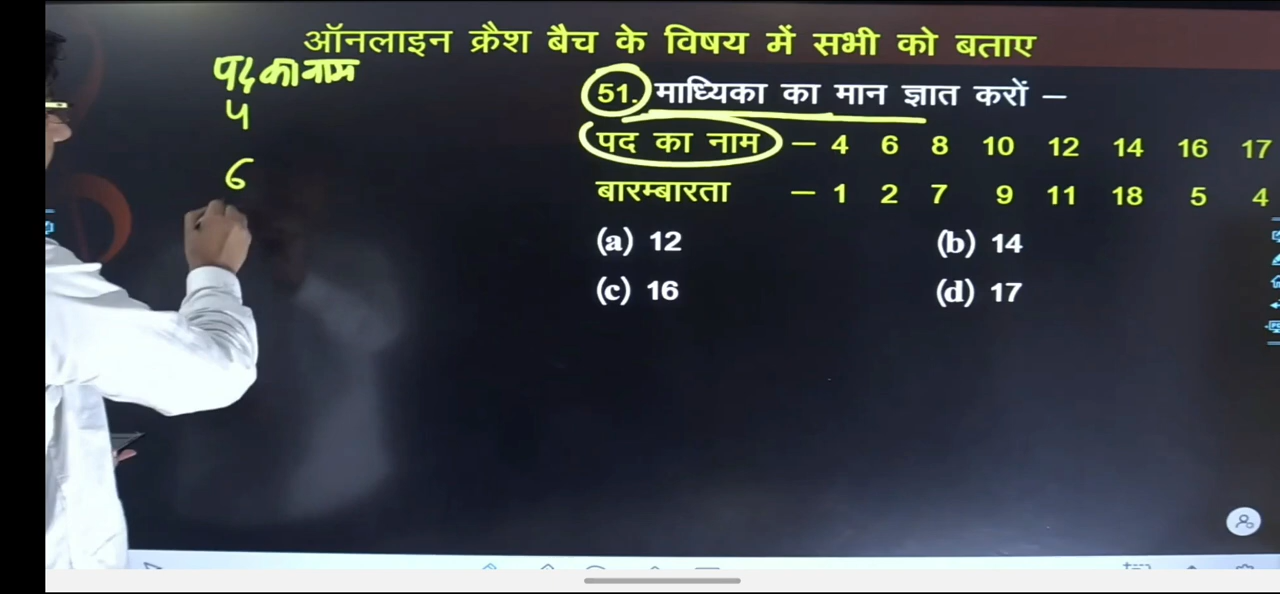 ऑनलाइन क्रैश बैच के विषय में सभी को बताए
पद का नाम
4
6
51. माध्यिका का मान ज्ञात करों –
पद का नाम – 4 6 8 10 12 14 16 17
बारम्बारता – 1 2 7 9 11 18 5 4
(a) 12 (b) 14
(c) 16 (d) 17